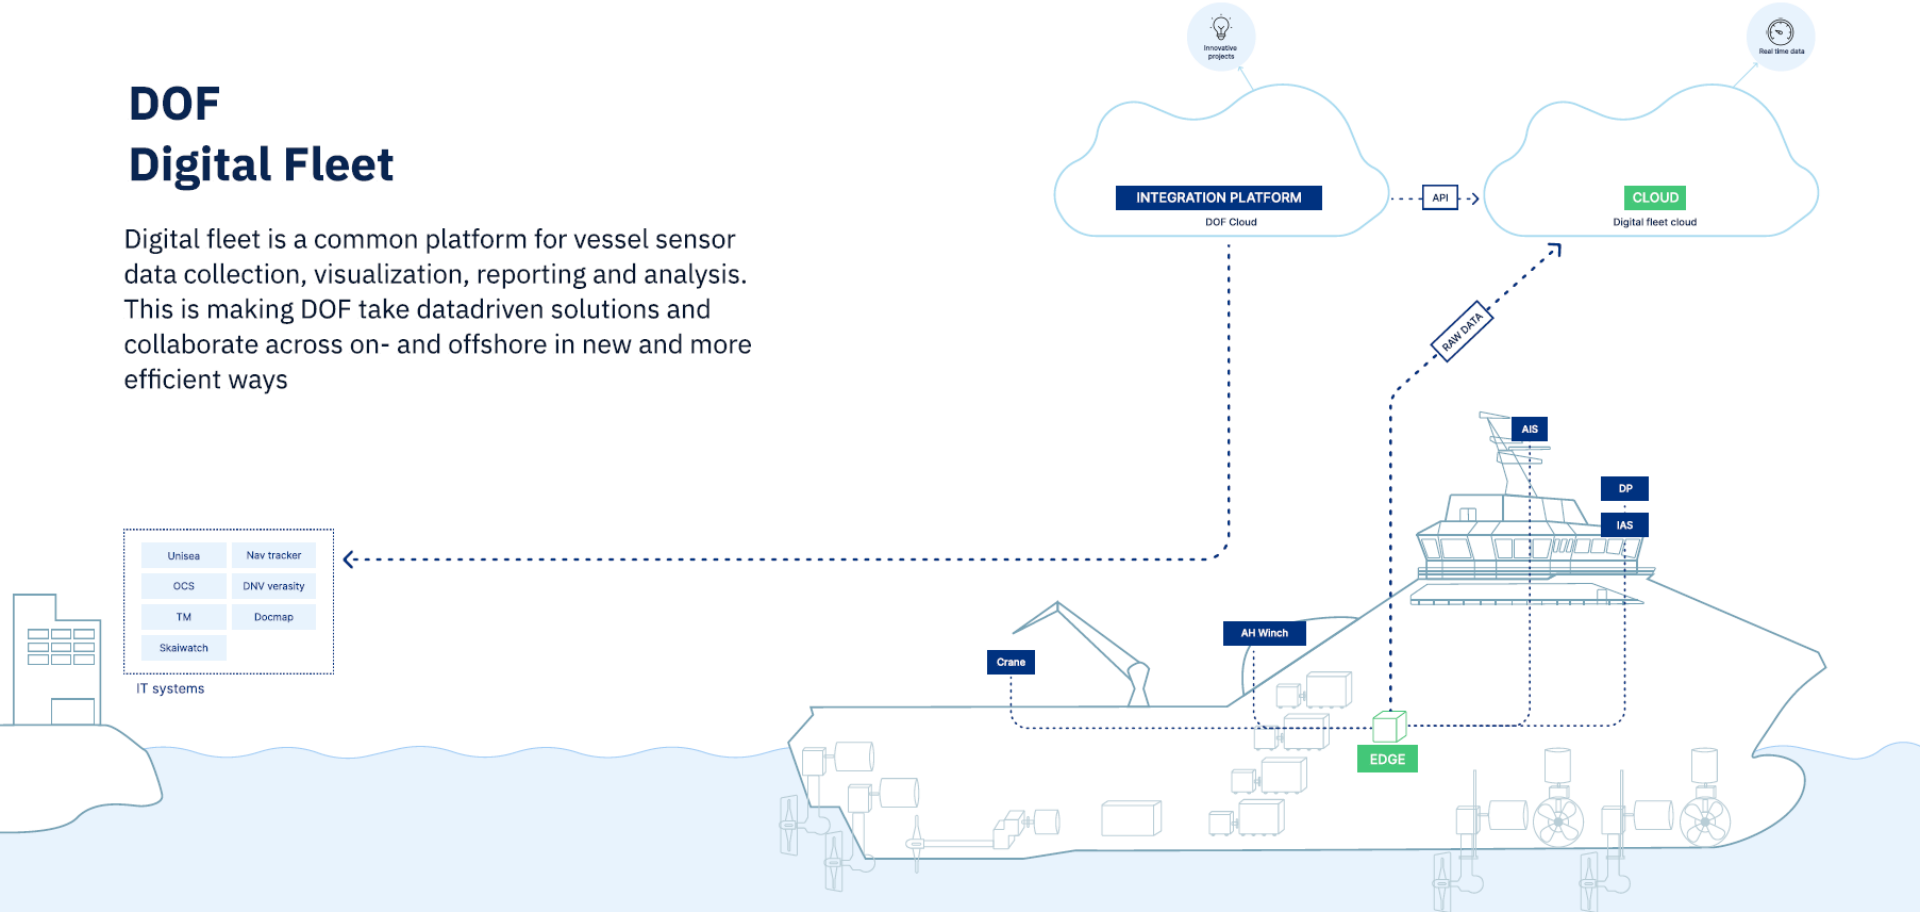 DOF
Digital Fleet
Digital fleet is a common platform for vessel sensor
data collection, visualization, reporting and analysis.
This is making DOF take datadriven solutions and
collaborate across on- and offshore in new and more
efficient ways
Innovative
projects
Real time data
INTEGRATION PLATFORM
DOF Cloud
API
CLOUD
Digital fleet cloud
RAW DATA
AIS
DP
IAS
Unisea
Nav tracker
OCS
DNV verasity
TM
Docmap
Skaiwatch
IT systems
AH Winch
Crane
EDGE